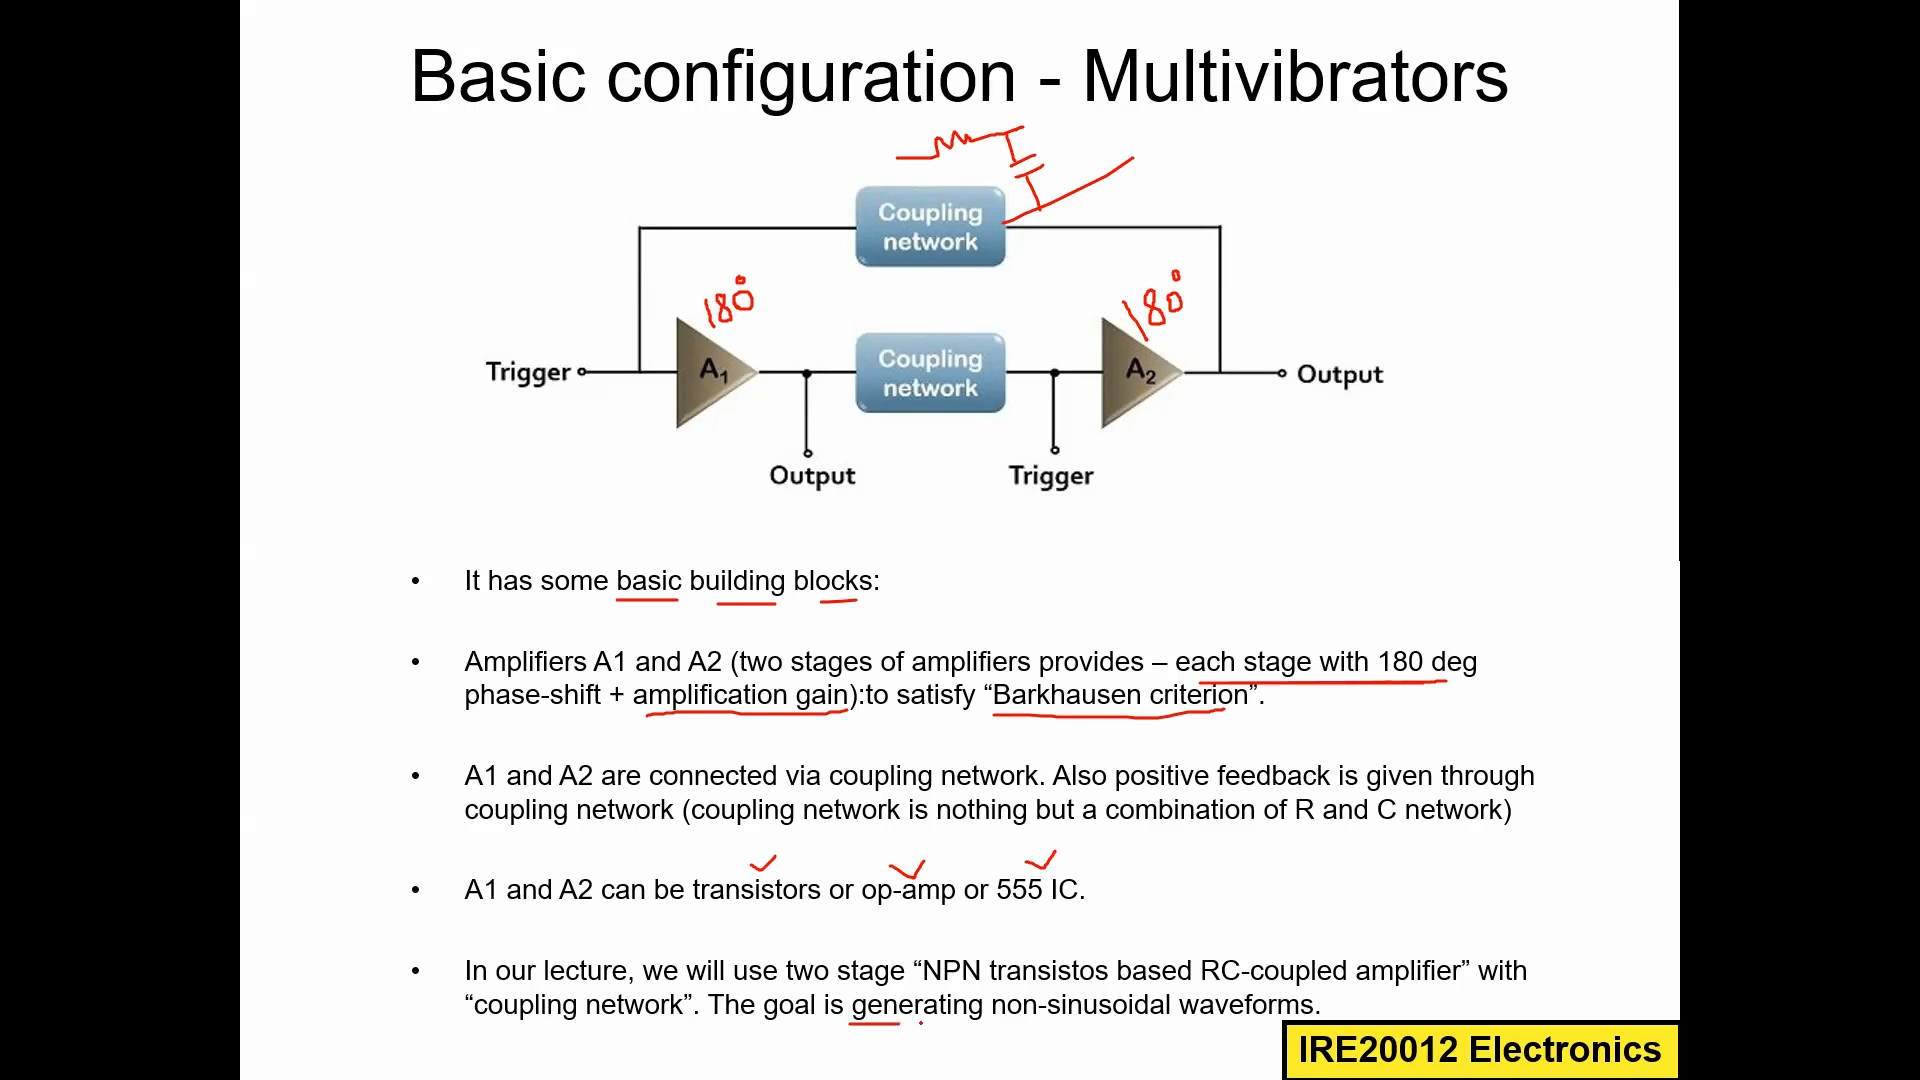 Basic configuration - Multivibrators
Coupling
network
180°
180°
Trigger
A1
Coupling
network
A2
Output
Output
Trigger
• It has some basic building blocks:
• Amplifiers A1 and A2 (two stages of amplifiers provides – each stage with 180 deg
phase-shift + amplification gain):to satisfy “Barkhausen criterion”.
• A1 and A2 are connected via coupling network. Also positive feedback is given through
coupling network (coupling network is nothing but a combination of R and C network)
• A1 and A2 can be transistors or op-amp or 555 IC.
• In our lecture, we will use two stage “NPN transistos based RC-coupled amplifier” with
“coupling network”. The goal is generating non-sinusoidal waveforms.
IRE20012 Electronics